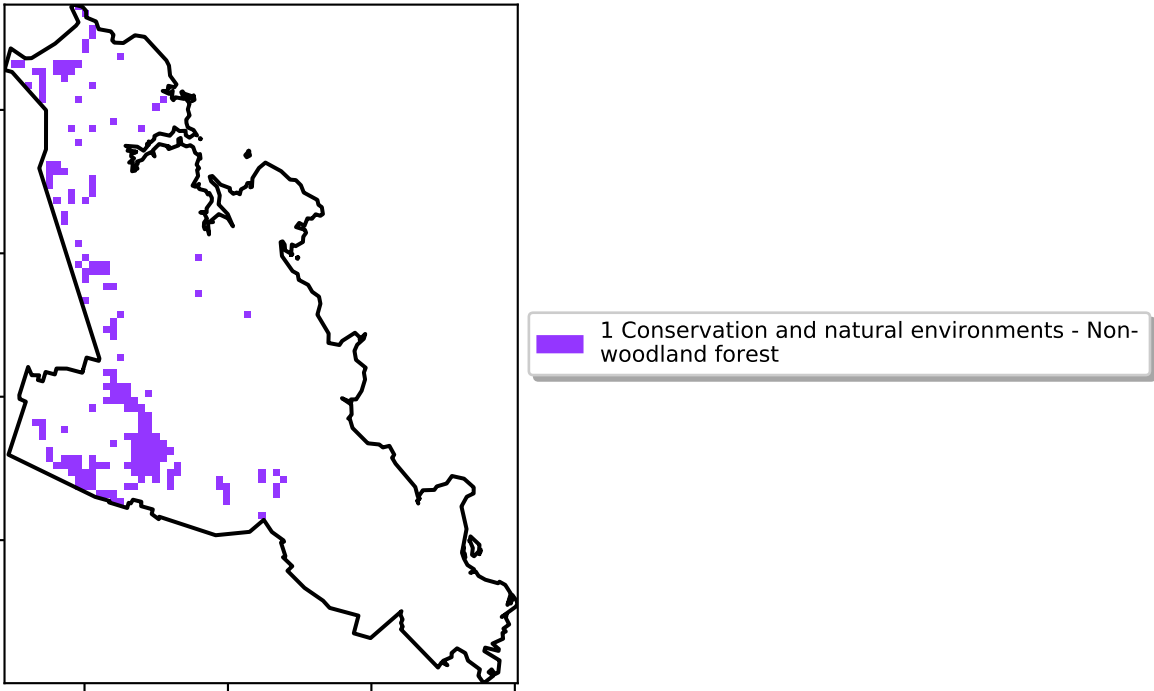 1 Conservation and natural environments - Non-
woodland forest